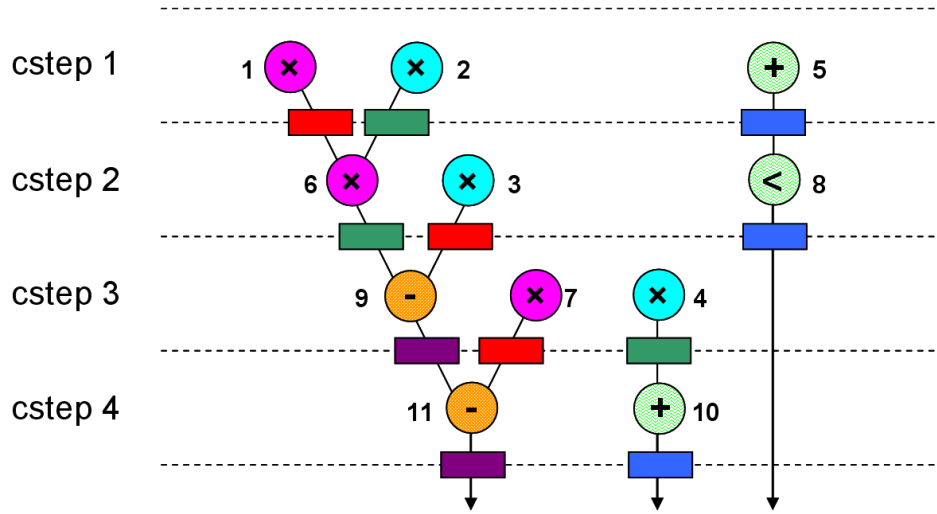 cstep 1
1 × × 2 + 5
cstep 2
6 × × 3 < 8
cstep 3
9 - × 7 × 4
cstep 4
11 - + 10